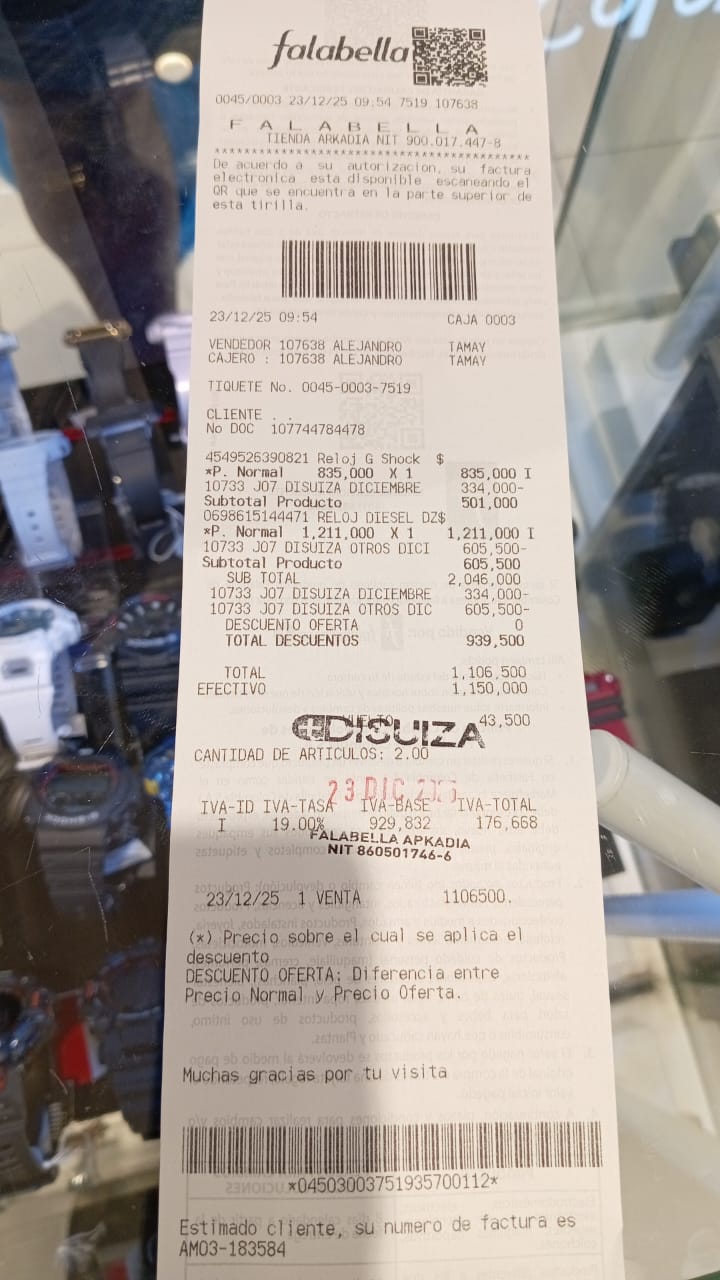 falabella
0045/0003 23/12/25 09:54 7519 107638
F A L A B E L L A
TIENDA ARKADIA NIT 900.017.447-8
****************************************
De acuerdo a su autorizacion, su factura
electronica esta disponible escaneando el
QR que se encuentra en la parte superior de
esta tirilla.
23/12/25 09:54 CAJA 0003
VENDEDOR 107638 ALEJANDRO TAMAY
CAJERO : 107638 ALEJANDRO TAMAY
TIQUETE No. 0045-0003-7519
CLIENTE . .
No DOC 107744784478
4549526390821 Reloj G Shock $
*P. Normal 835,000 X 1 835,000 I
10733 J07 DISUIZA DICIEMBRE 334,000-
Subtotal Producto 501,000
0698615144471 RELOJ DIESEL DZ$
*P. Normal 1,211,000 X 1 1,211,000 I
10733 J07 DISUIZA OTROS DICI 605,500-
Subtotal Producto 605,500
SUB TOTAL 2,046,000
10733 J07 DISUIZA DICIEMBRE 334,000-
10733 J07 DISUIZA OTROS DIC 605,500-
DESCUENTO OFERTA 0
TOTAL DESCUENTOS 939,500
TOTAL 1,106,500
EFECTIVO 1,150,000
43,500
DISUIZA
CANTIDAD DE ARTICULOS: 2.00
23 DIC
IVA-ID IVA-TASA IVA-BASE IVA-TOTAL
I 19.00% 929,832 176,668
FALABELLA APKADIA
NIT 860501746-6
23/12/25 1 VENTA 1106500.
(*) Precio sobre el cual se aplica el
descuento
DESCUENTO OFERTA: Diferencia entre
Precio Normal y Precio Oferta.
Muchas gracias por tu visita
*04503003751935700112*
Estimado cliente, su numero de factura es
AMO3-183584